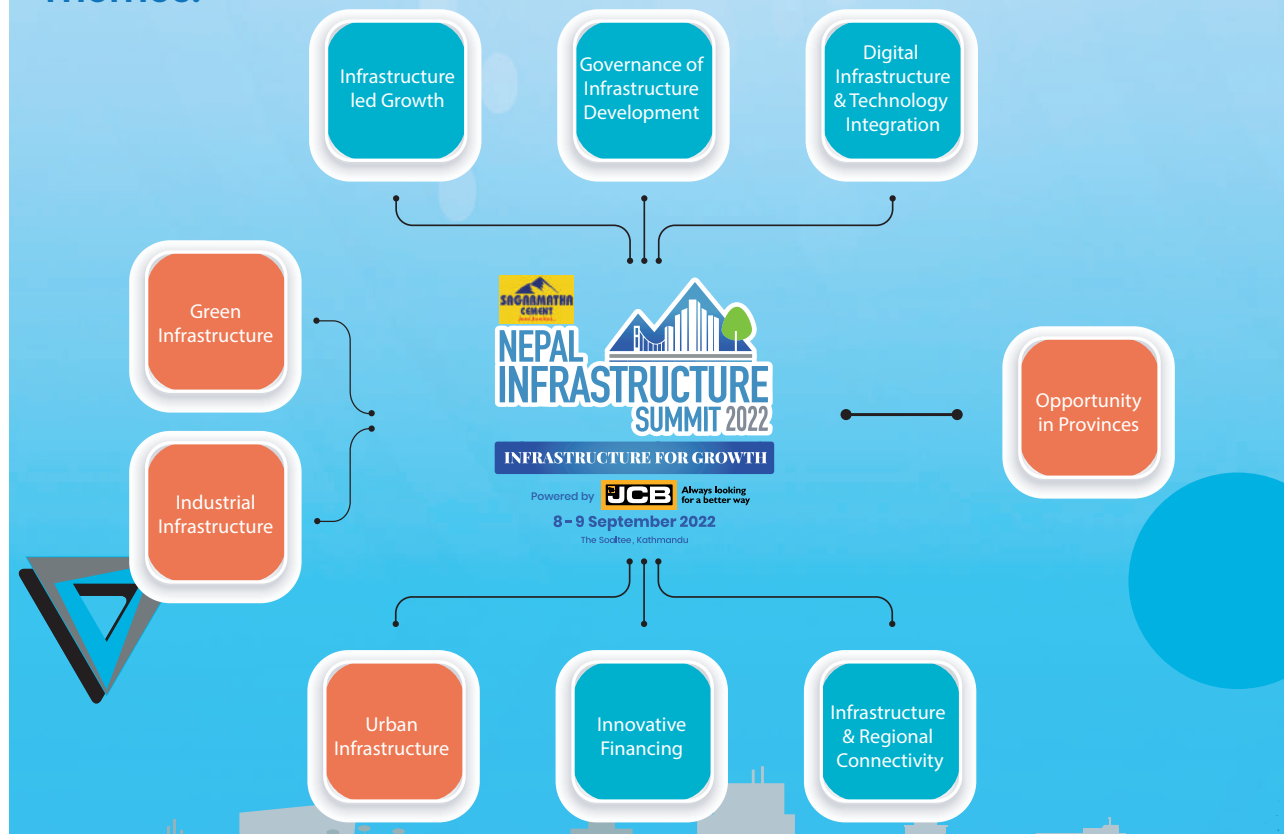 Themes:
Infrastructure
led Growth
Governance of
Infrastructure
Development
Digital
Infrastructure
& Technology
Integration
Green
Infrastructure
Industrial
Infrastructure
SAGARMATHA
CEMENT
NEPAL
INFRASTRUCTURE
SUMMIT 2022
INFRASTRUCTURE FOR GROWTH
Powered by JCB Always looking
for a better way
8 - 9 September 2022
The Soaltee, Kathmandu
Opportunity
in Provinces
Urban
Infrastructure
Innovative
Financing
Infrastructure
& Regional
Connectivity